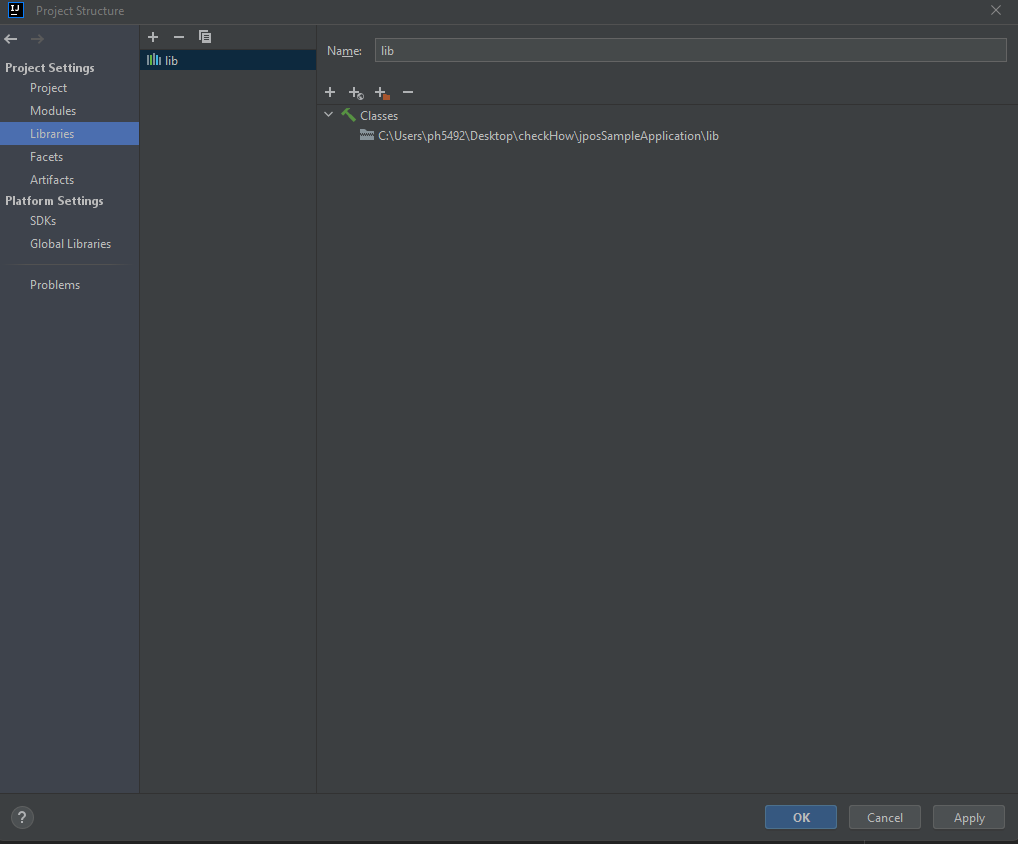 IJ
Project Structure
Project Settings
Project
Modules
Libraries
Facets
Artifacts
Platform Settings
SDKs
Global Libraries
Problems
lib
Name: lib
Classes
C:\Users\ph5492\Desktop\checkHow\jposSampleApplication\lib
?
OK
Cancel
Apply